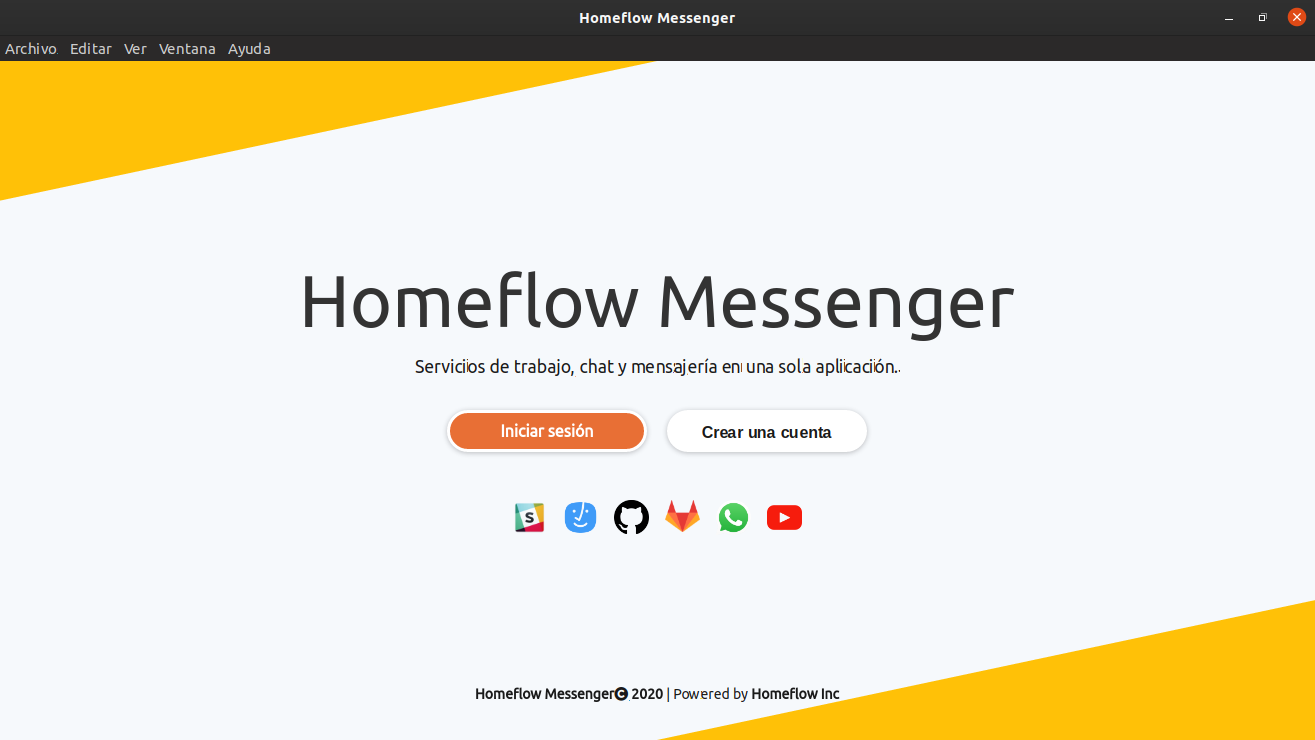 Homeflow Messenger
Archivo Editar Ver Ventana Ayuda
Homeflow Messenger
Servicios de trabajo, chat y mensajería en una sola aplicación.
Iniciar sesión Crear una cuenta
S
Homeflow Messenger© 2020 | Powered by Homeflow Inc